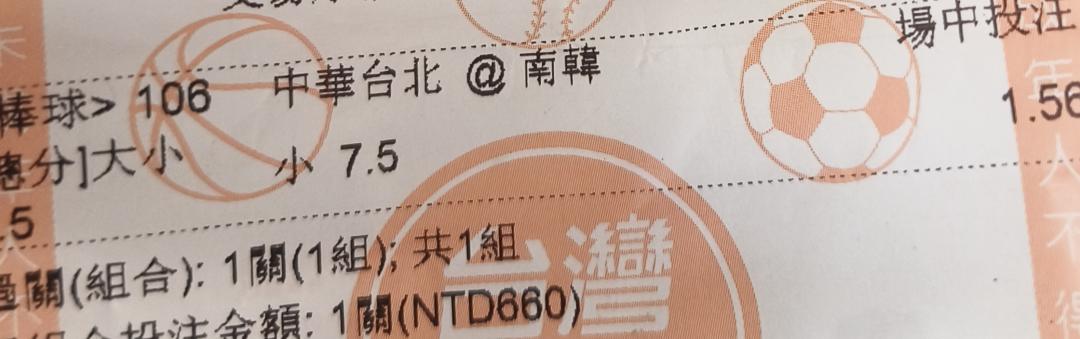 場中投注
棒球> 106 中華台北 @ 南韓 1.56
總分]大小 小 7.5
.5
過關(組合): 1關(1組); 共1組
投注金額: 1關(NTD660)
台灣